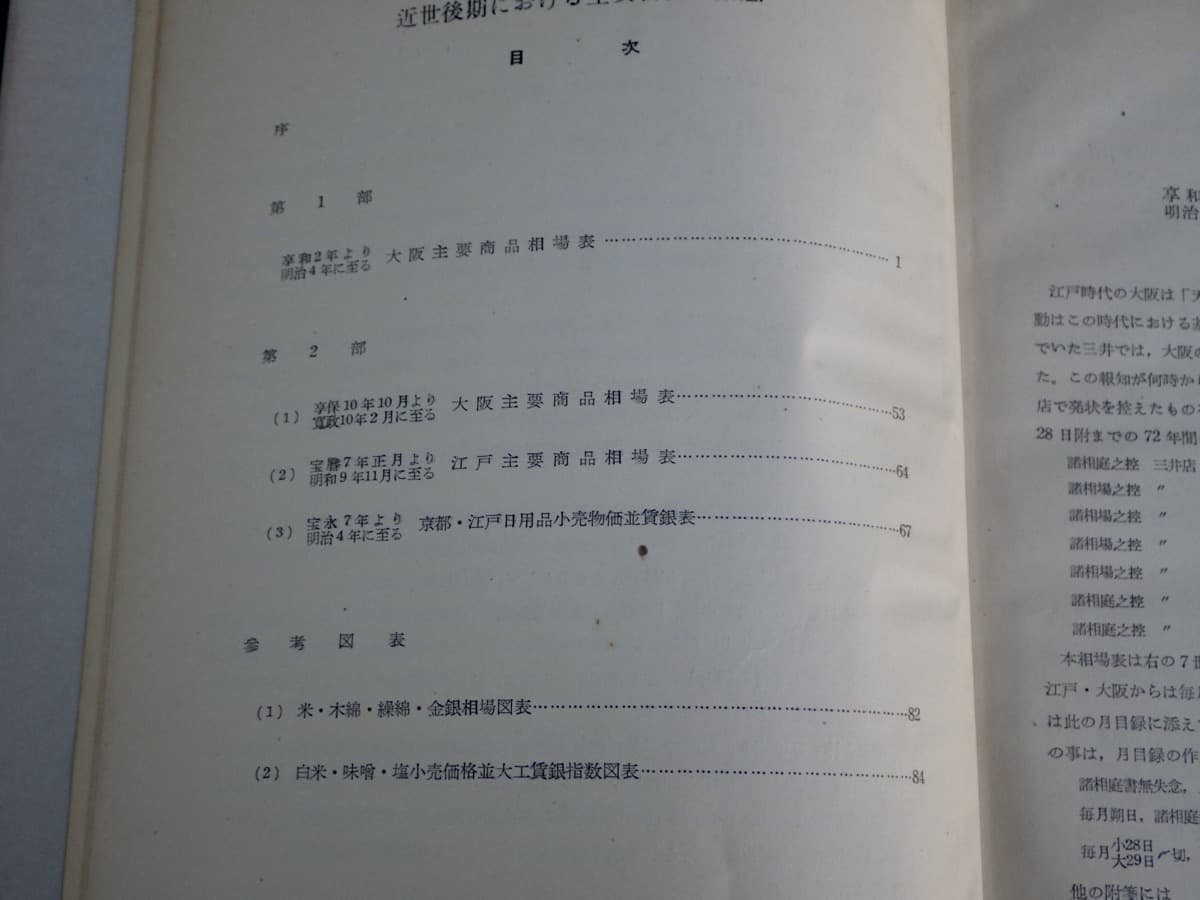 近世後期における主要
目次
序
第1部
享和2年より
明治4年に至る 大阪主要商品相場表……1
第2部
(1) 享保10年10月より
寛政10年2月に至る 大阪主要商品相場表……53
(2) 宝暦7年正月より
明和9年11月に至る 江戸主要商品相場表……64
(3) 宝永7年より
明治4年に至る 京都・江戸日用品小売物価並賃銀表……67
参考図表
(1) 米・木綿・繰綿・金銀相場図表……82
(2) 白米・味噌・塩小売価格並大工賃銀指数図表……84
享和
明治
江戸時代の大阪は「
動はこの時代における
でいた三井では，大阪の
た。この報知が何時か
店で発状を控えたもの
28日附までの72年間
諸相庭之控 三井店
諸相場之控 〃
諸相場之控 〃
諸相場之控 〃
諸相場之控 〃
諸相庭之控 〃
諸相庭之控 〃
本相場表は右の7
江戸・大阪からは毎
は此の月目録に添え
の事は，月目録の作
諸相庭書無失念，
毎月朔日，諸相庭
毎月小28日
大29日〆切，
他の附箋には